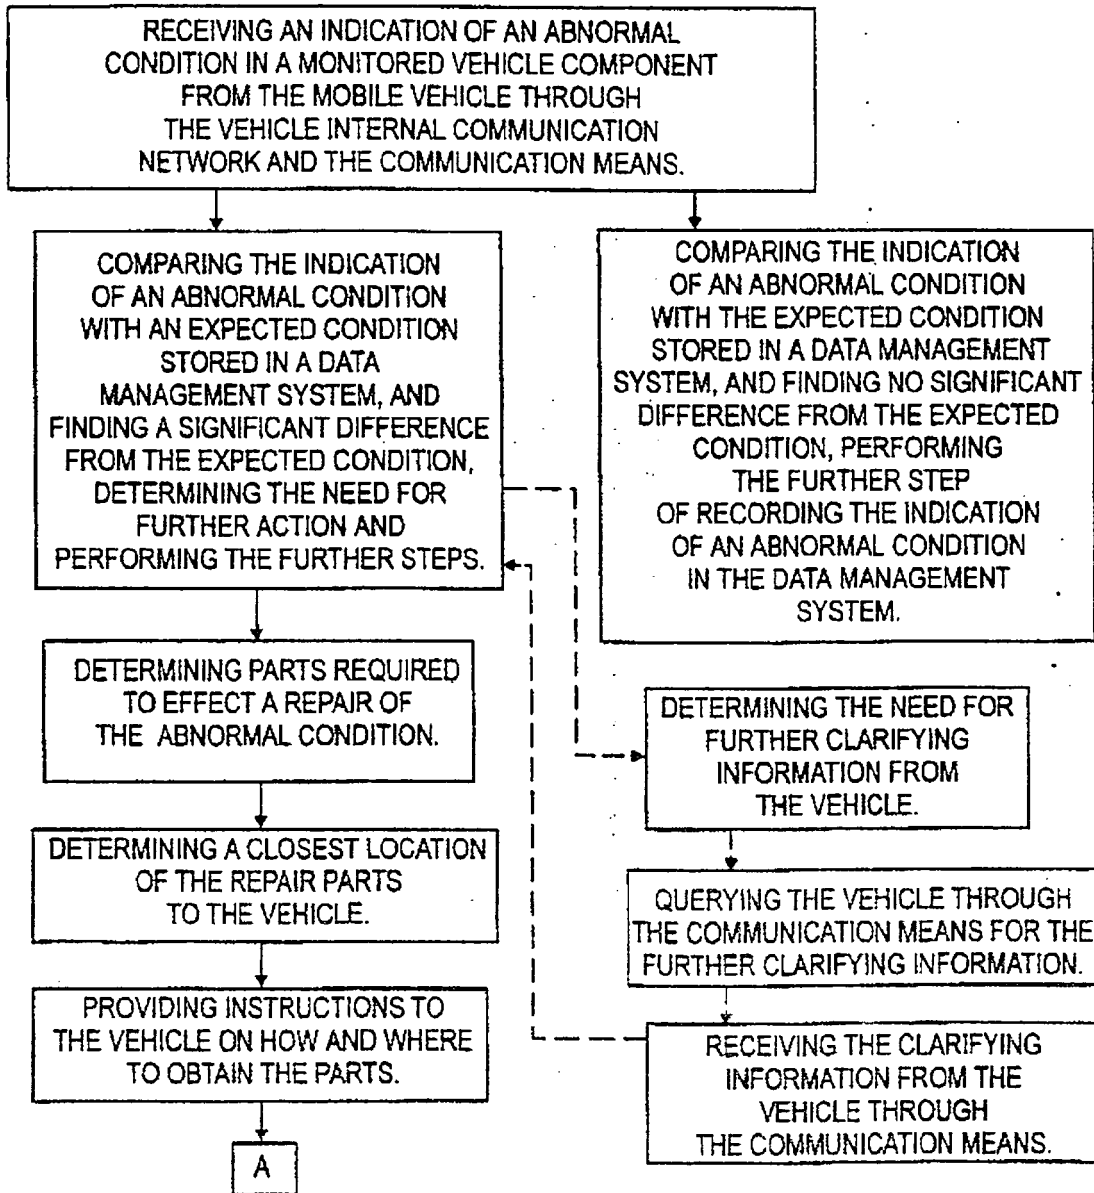 RECEIVING AN INDICATION OF AN ABNORMAL
CONDITION IN A MONITORED VEHICLE COMPONENT
FROM THE MOBILE VEHICLE THROUGH
THE VEHICLE INTERNAL COMMUNICATION
NETWORK AND THE COMMUNICATION MEANS.
COMPARING THE INDICATION
OF AN ABNORMAL CONDITION
WITH AN EXPECTED CONDITION
STORED IN A DATA
MANAGEMENT SYSTEM, AND
FINDING A SIGNIFICANT DIFFERENCE
FROM THE EXPECTED CONDITION,
DETERMINING THE NEED FOR
FURTHER ACTION AND
PERFORMING THE FURTHER STEPS.
COMPARING THE INDICATION
OF AN ABNORMAL CONDITION
WITH THE EXPECTED CONDITION
STORED IN A DATA MANAGEMENT
SYSTEM, AND FINDING NO SIGNIFICANT
DIFFERENCE FROM THE EXPECTED
CONDITION, PERFORMING
THE FURTHER STEP
OF RECORDING THE INDICATION
OF AN ABNORMAL CONDITION
IN THE DATA MANAGEMENT
SYSTEM.
DETERMINING PARTS REQUIRED
TO EFFECT A REPAIR OF
THE ABNORMAL CONDITION.
DETERMINING THE NEED FOR
FURTHER CLARIFYING
INFORMATION FROM
THE VEHICLE.
DETERMINING A CLOSEST LOCATION
OF THE REPAIR PARTS
TO THE VEHICLE.
QUERYING THE VEHICLE THROUGH
THE COMMUNICATION MEANS FOR THE
FURTHER CLARIFYING INFORMATION.
PROVIDING INSTRUCTIONS TO
THE VEHICLE ON HOW AND WHERE
TO OBTAIN THE PARTS.
RECEIVING THE CLARIFYING
INFORMATION FROM THE
VEHICLE THROUGH
THE COMMUNICATION MEANS.
A